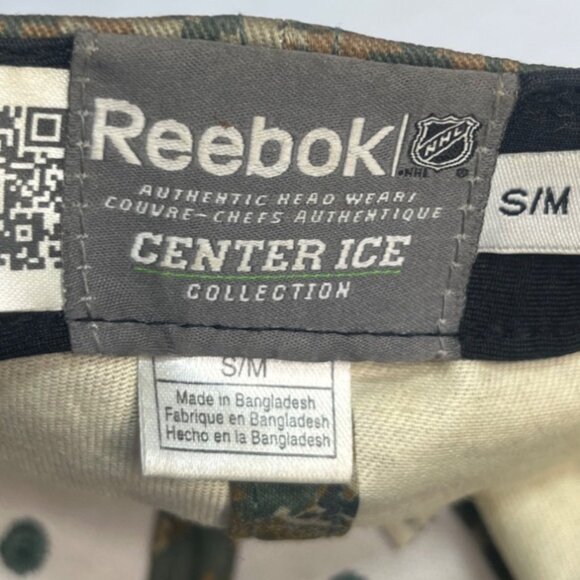 Reebok
NHL
NHL
®
AUTHENTIC HEAD WEAR/
COUVRE-CHEFS AUTHENTIQUE
CENTER ICE
COLLECTION
S/M
S/M
Made in Bangladesh
Fabrique en Bangladesh
Hecho en la Bangladesh